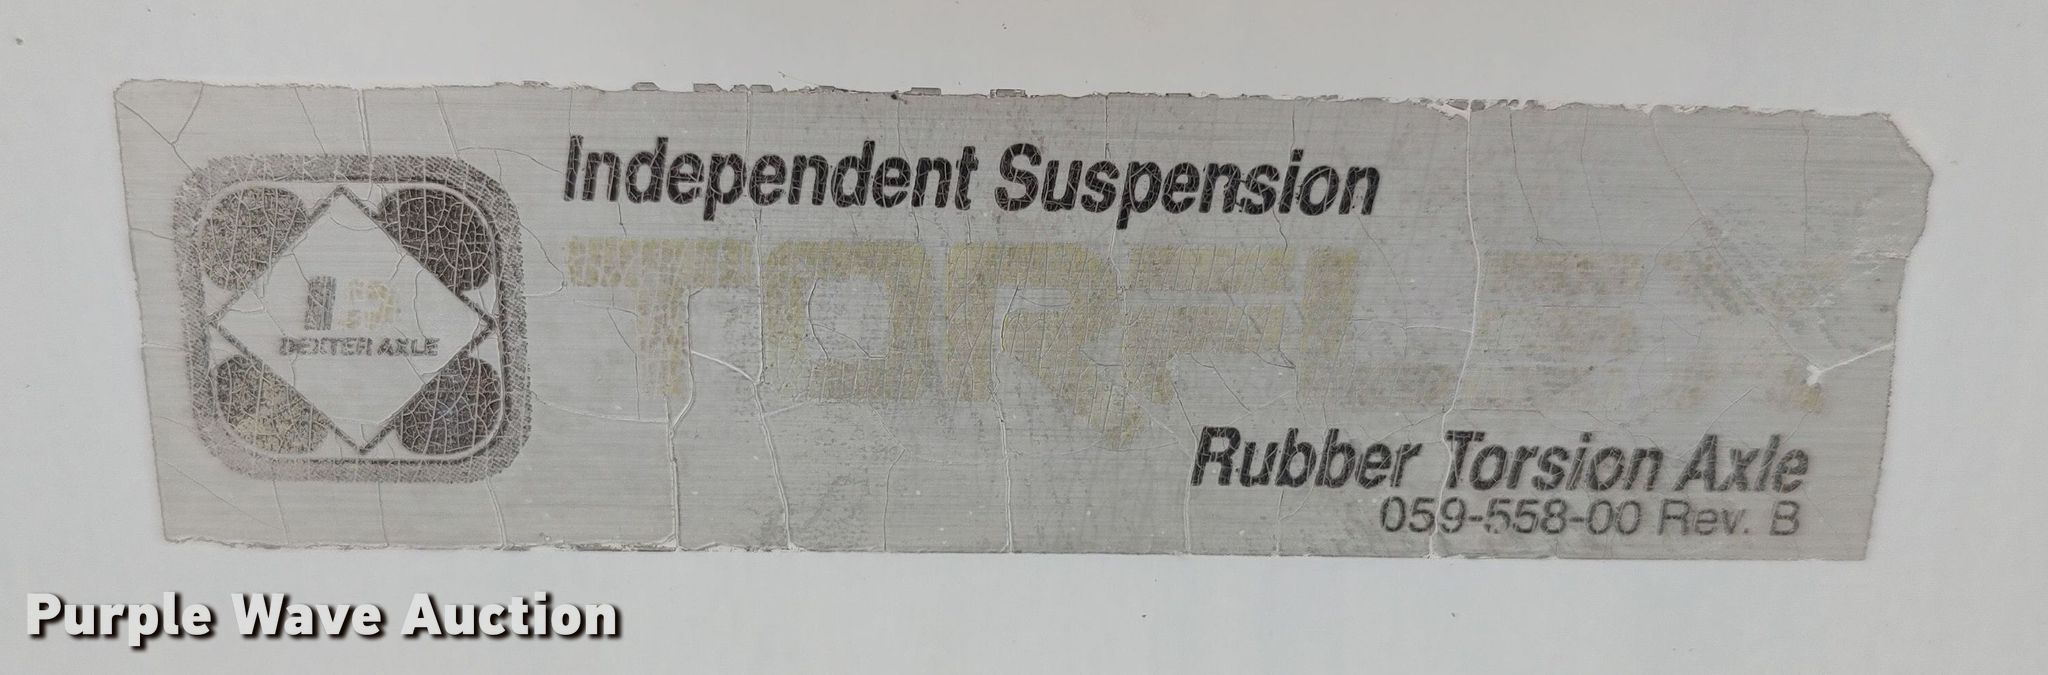 Independent Suspension
TORFLEX
D
DEXTER AXLE
Rubber Torsion Axle
059-558-00 Rev. B
Purple Wave Auction